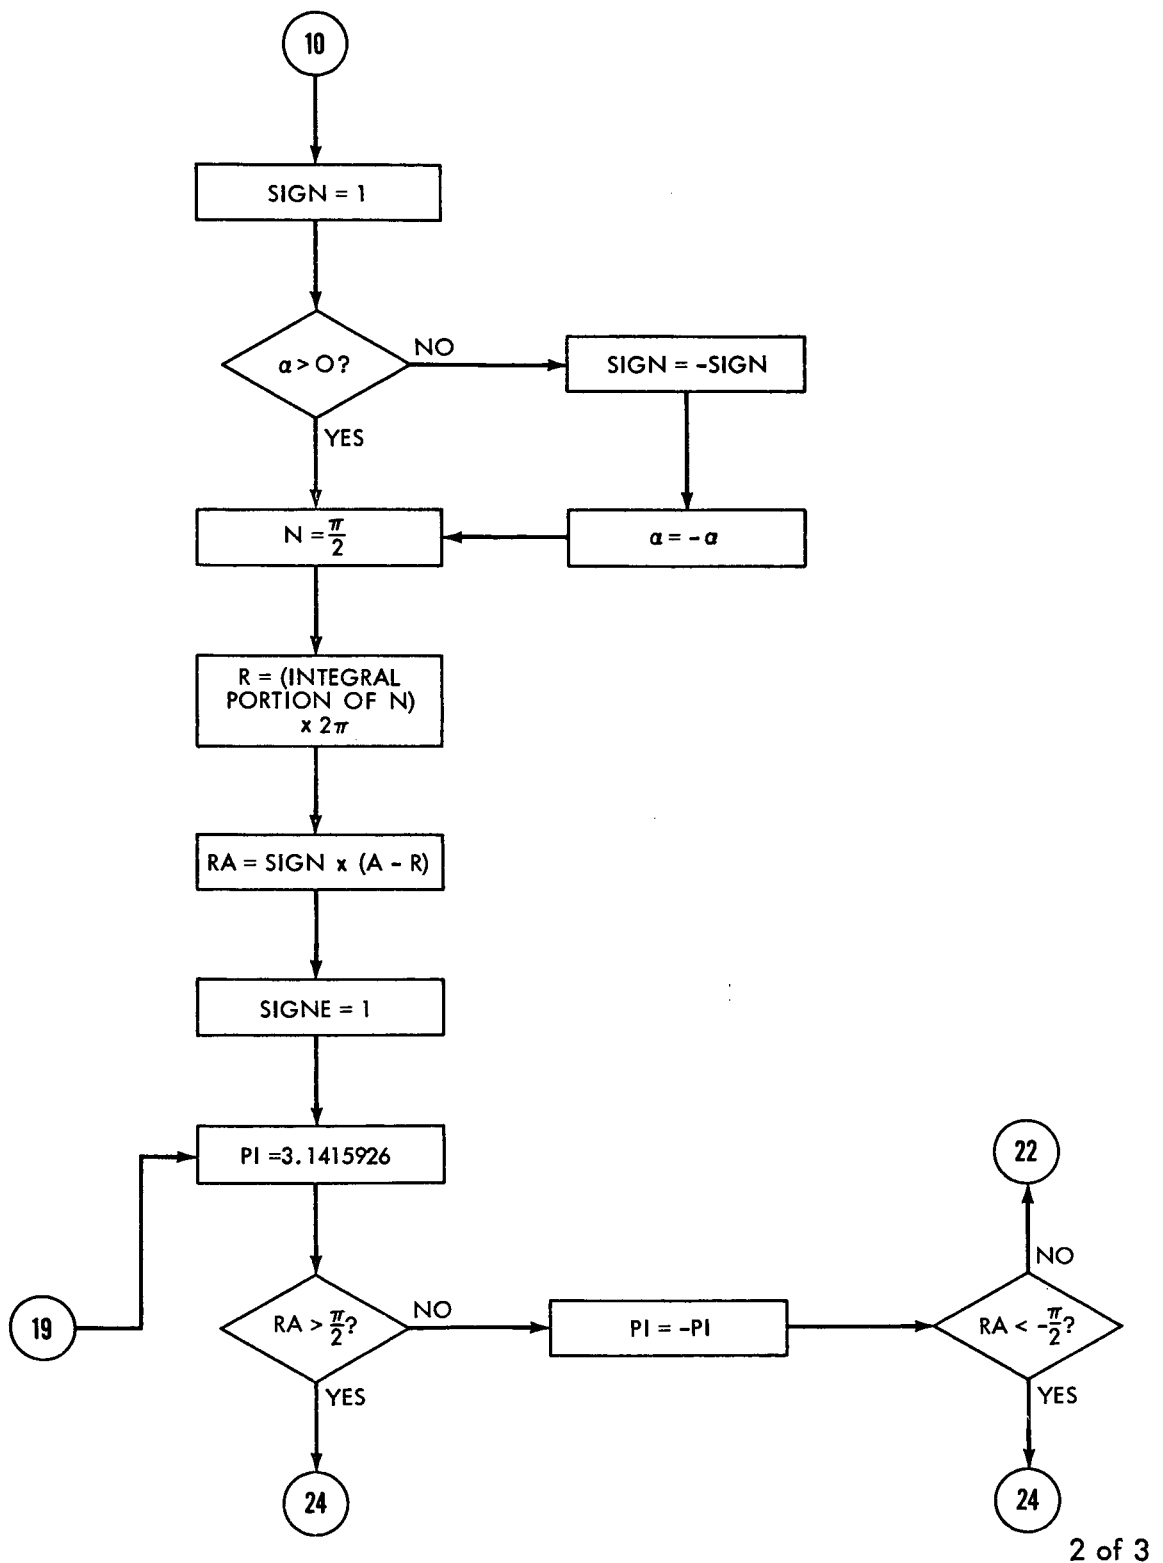 10
SIGN = 1
α > 0?
NO
SIGN = -SIGN
YES
N = π/2
α = - α
R = (INTEGRAL
PORTION OF N)
x 2π
RA = SIGN x (A - R)
SIGNE = 1
PI =3.1415926
22
NO
19
RA > π/2?
NO
PI = -PI
RA < -π/2?
YES
YES
24
24
2 of 3